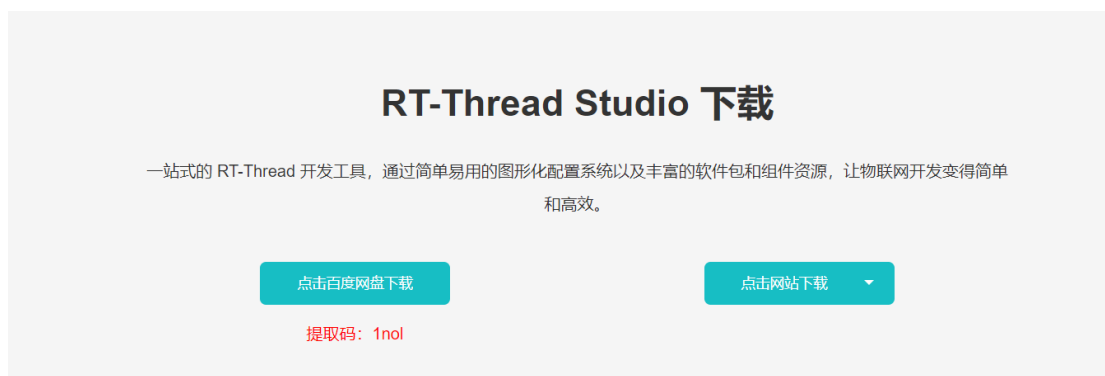 RT-Thread Studio 下载
一站式的 RT-Thread 开发工具，通过简单易用的图形化配置系统以及丰富的软件包和组件资源，让物联网开发变得简单
和高效。
点击百度网盘下载
点击网站下载
提取码：1nol